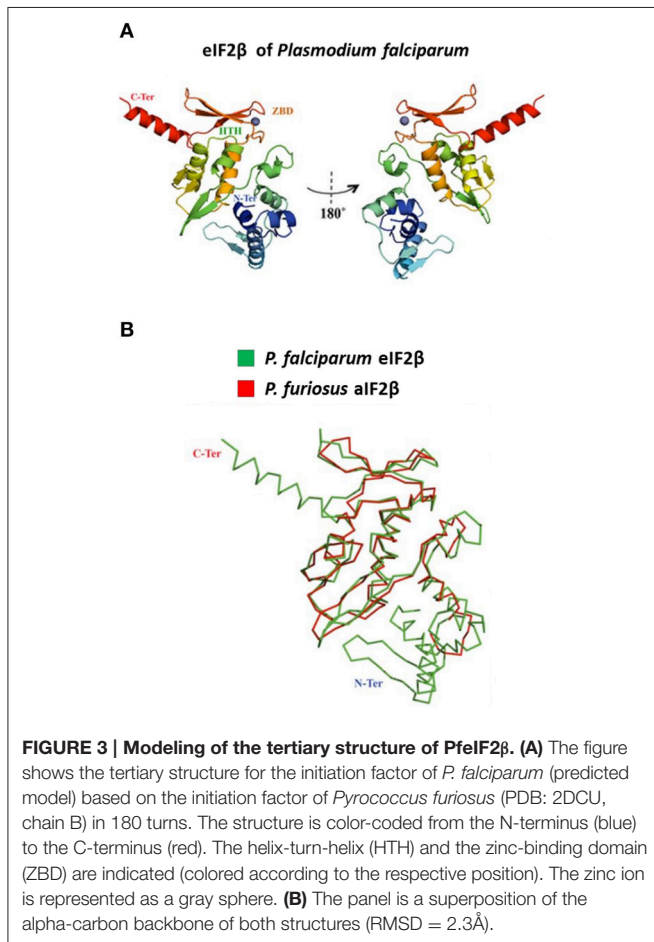 A
eIF2β of Plasmodium falciparum
C-Ter
ZBD
HTH
N-Ter
180°
B
P. falciparum eIF2β
P. furiosus aIF2β
C-Ter
N-Ter
FIGURE 3 | Modeling of the tertiary structure of PfeIF2β. (A) The figure
shows the tertiary structure for the initiation factor of P. falciparum (predicted
model) based on the initiation factor of Pyrococcus furiosus (PDB: 2DCU,
chain B) in 180 turns. The structure is color-coded from the N-terminus (blue)
to the C-terminus (red). The helix-turn-helix (HTH) and the zinc-binding domain
(ZBD) are indicated (colored according to the respective position). The zinc ion
is represented as a gray sphere. (B) The panel is a superposition of the
alpha-carbon backbone of both structures (RMSD = 2.3Å).